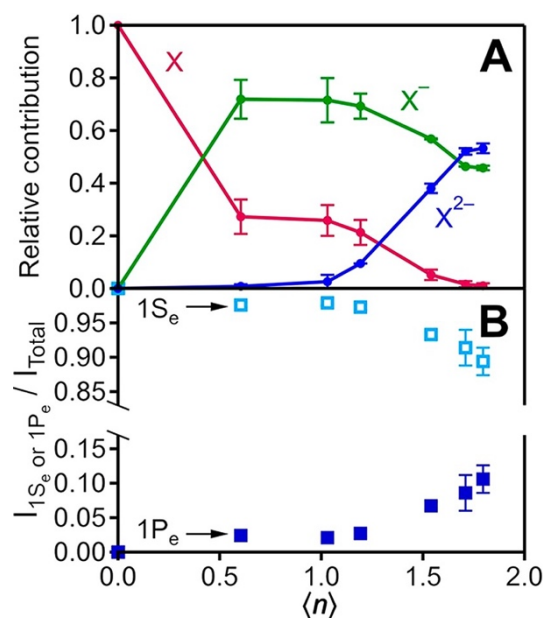 A
X
X⁻
X²⁻
Relative contribution
1.0
0.8
0.6
0.4
0.2
0.0
B
1Sₑ
1Pₑ
I₁Sₑ or 1Pₑ / I_Total
0.95
0.90
0.85
0.15
0.10
0.05
0.00
0.0 0.5 1.0 1.5 2.0
⟨n⟩